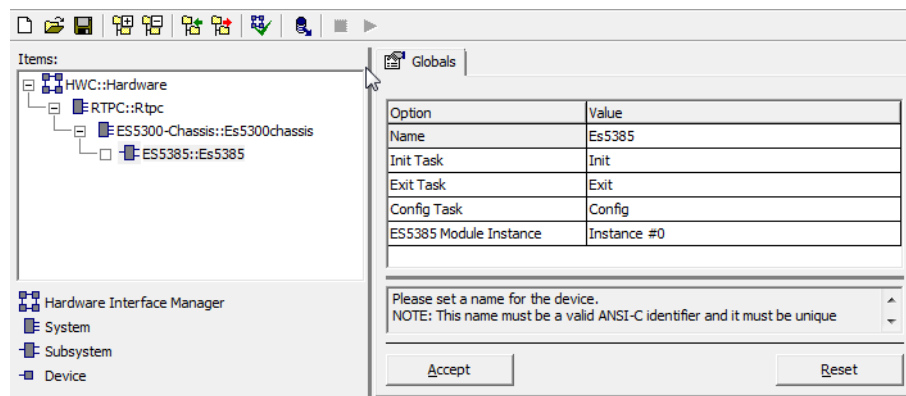 Items:
HWC::Hardware
RTPC::Rtpc
ES5300-Chassis::Es5300chassis
ES5385::Es5385
Hardware Interface Manager
System
Subsystem
Device
Globals
Option Value
Name Es5385
Init Task Init
Exit Task Exit
Config Task Config
ES5385 Module Instance Instance #0
Please set a name for the device.
NOTE: This name must be a valid ANSI-C identifier and it must be unique
Accept Reset